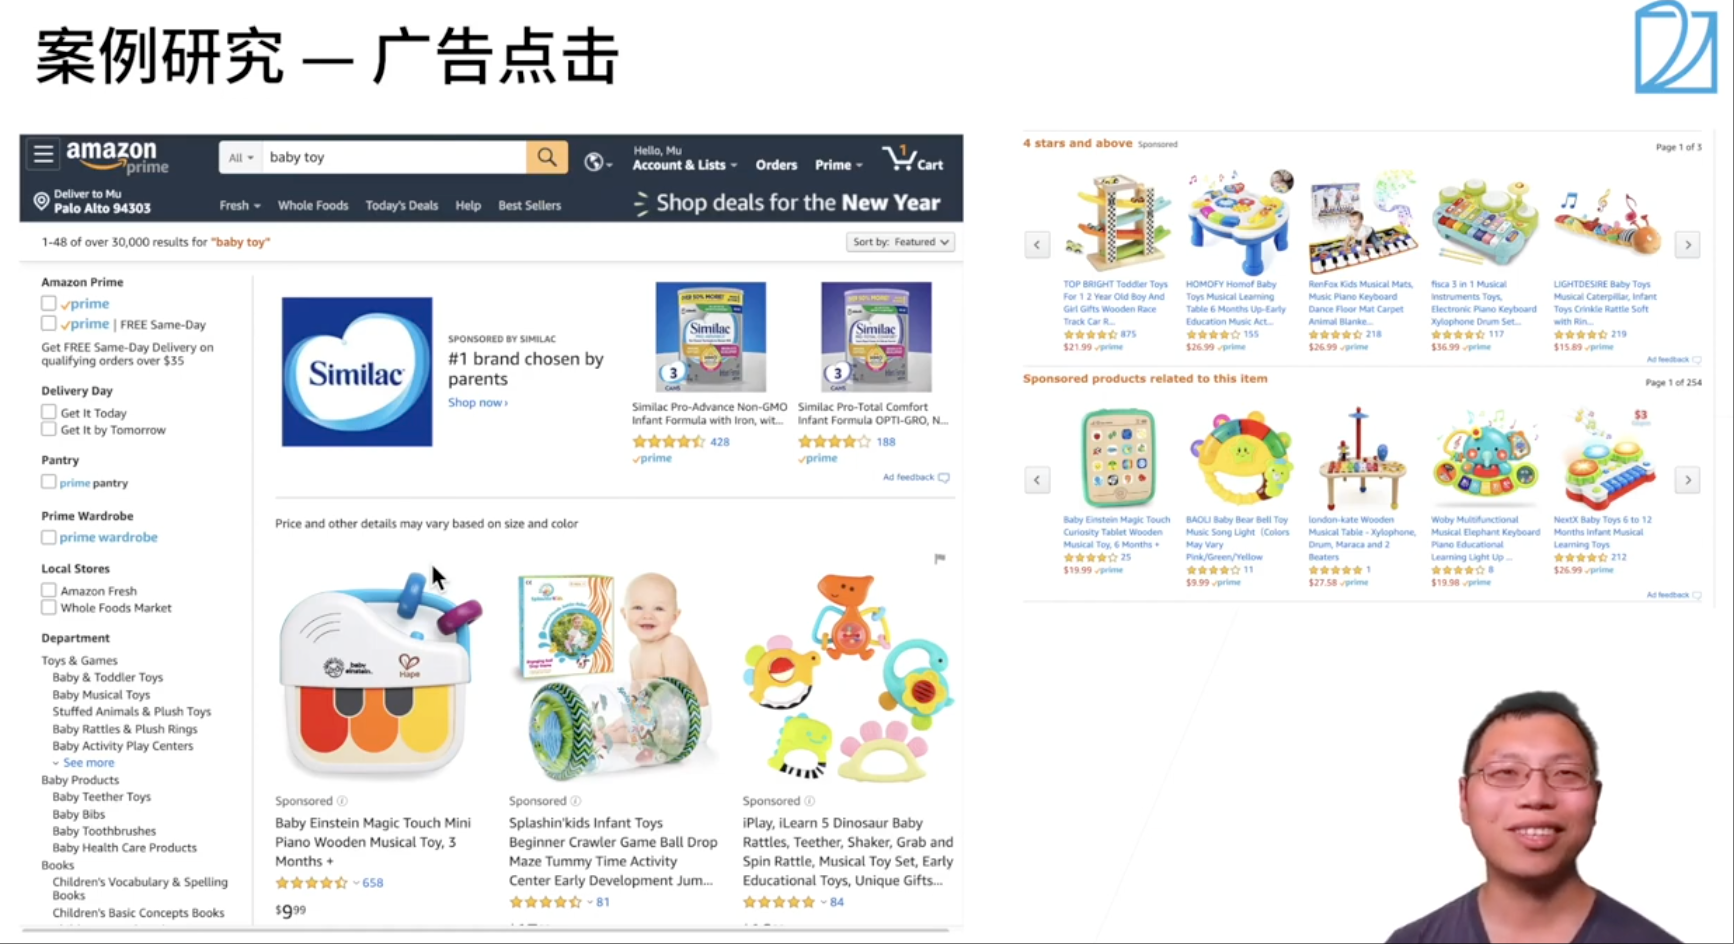 案例研究 — 广告点击
amazon
prime
All
baby toy
Hello, Mu
Account & Lists
Orders
Prime
1
Cart
Deliver to Mu
Palo Alto 94303
Fresh
Whole Foods
Today's Deals
Help
Best Sellers
Shop deals for the New Year
1-48 of over 30,000 results for "baby toy"
Sort by: Featured
Amazon Prime
prime
prime | FREE Same-Day
Get FREE Same-Day Delivery on
qualifying orders over $35
Delivery Day
Get It Today
Get It by Tomorrow
Pantry
prime pantry
Prime Wardrobe
prime wardrobe
Local Stores
Amazon Fresh
Whole Foods Market
Department
Toys & Games
Baby & Toddler Toys
Baby Musical Toys
Stuffed Animals & Plush Toys
Baby Rattles & Plush Rings
Baby Activity Play Centers
See more
Baby Products
Baby Teether Toys
Baby Bibs
Baby Toothbrushes
Baby Health Care Products
Books
Children's Vocabulary & Spelling
Books
Children's Basic Concepts Books
Similac
SPONSORED BY SIMILAC
#1 brand chosen by
parents
Shop now›
Similac
3
CANS
Similac
3
CANS
Similac Pro-Advance Non-GMO
Infant Formula with Iron, wit...
428
prime
Similac Pro-Total Comfort
Infant Formula OPTI-GRO, N...
188
prime
Ad feedback
Price and other details may vary based on size and color
baby
einstein
Hape
Sponsored
Baby Einstein Magic Touch Mini
Piano Wooden Musical Toy, 3
Months +
658
$999
Sponsored
Splashin'kids Infant Toys
Beginner Crawler Game Ball Drop
Maze Tummy Time Activity
Center Early Development Jum...
81
Sponsored
iPlay, iLearn 5 Dinosaur Baby
Rattles, Teether, Shaker, Grab and
Spin Rattle, Musical Toy Set, Early
Educational Toys, Unique Gifts...
84
4 stars and above Sponsored
Page 1 of 3
TOP BRIGHT Toddler Toys
For 1 2 Year Old Boy And
Girl Gifts Wooden Race
Track Car R...
875
$21.99 prime
HOMOFY Homof Baby
Toys Musical Learning
Table 6 Months Up-Early
Education Music Act...
155
$26.99 prime
RenFox Kids Musical Mats,
Music Piano Keyboard
Dance Floor Mat Carpet
Animal Blanke...
218
$26.99 prime
fisca 3 in 1 Musical
Instruments Toys,
Electronic Piano Keyboard
Xylophone Drum Set...
117
$36.99 prime
LIGHTDESIRE Baby Toys
Musical Caterpillar, Infant
Toys Crinkle Rattle Soft
with Rin...
219
$15.89 prime
Ad feedback
Sponsored products related to this item
Page 1 of 254
$3
Baby Einstein Magic Touch
Curiosity Tablet Wooden
Musical Toy, 6 Months +
25
$19.99 prime
BAOLI Baby Bear Bell Toy
Music Song Light（Colors
May Vary
Pink/Green/Yellow
11
$9.99 prime
london-kate Wooden
Musical Table - Xylophone,
Drum, Maraca and 2
Beaters
1
$27.58 prime
Woby Multifunctional
Musical Elephant Keyboard
Piano Educational
Learning Light Up ...
8
$19.98 prime
NextX Baby Toys 6 to 12
Months Infant Musical
Learning Toys
212
$26.99 prime
Ad feedback